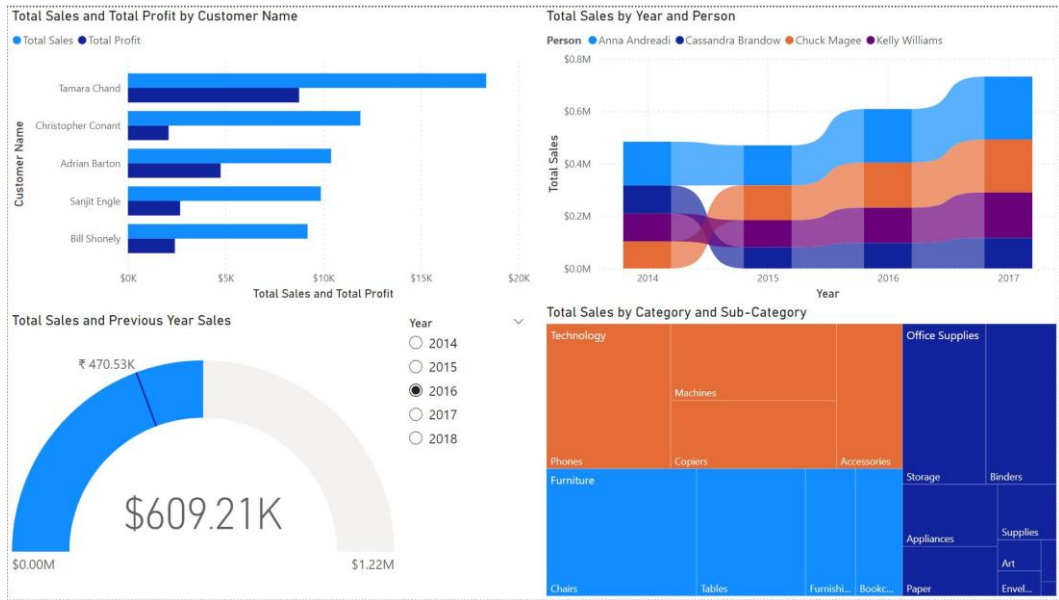 Total Sales and Total Profit by Customer Name
Total Sales Total Profit
Customer Name
Tamara Chand
Christopher Conant
Adrian Barton
Sanjit Engle
Bill Shonely
$0K $5K $10K $15K $20K
Total Sales and Total Profit
Total Sales by Year and Person
Person Anna Andreadi Cassandra Brandow Chuck Magee Kelly Williams
Total Sales
$0.8M
$0.6M
$0.4M
$0.2M
$0.0M
2014 2015 2016 2017
Year
Total Sales and Previous Year Sales
₹ 470.53K
$609.21K
$0.00M $1.22M
Year
2014
2015
2016
2017
2018
Total Sales by Category and Sub-Category
Technology
Phones
Machines
Copiers
Accessories
Furniture
Chairs
Tables
Furnishi...
Bookc...
Office Supplies
Storage
Binders
Appliances
Supplies
Art
Paper
Envel...